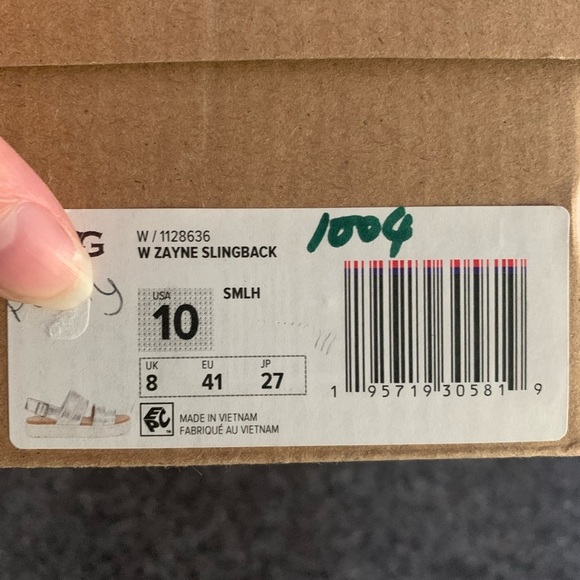 G
W / 1128636
W ZAYNE SLINGBACK
1004
USA
10
SMLH
UK EU JP
8 41 27
EPC
MADE IN VIETNAM
FABRIQUÉ AU VIETNAM
1 95719 30581 9